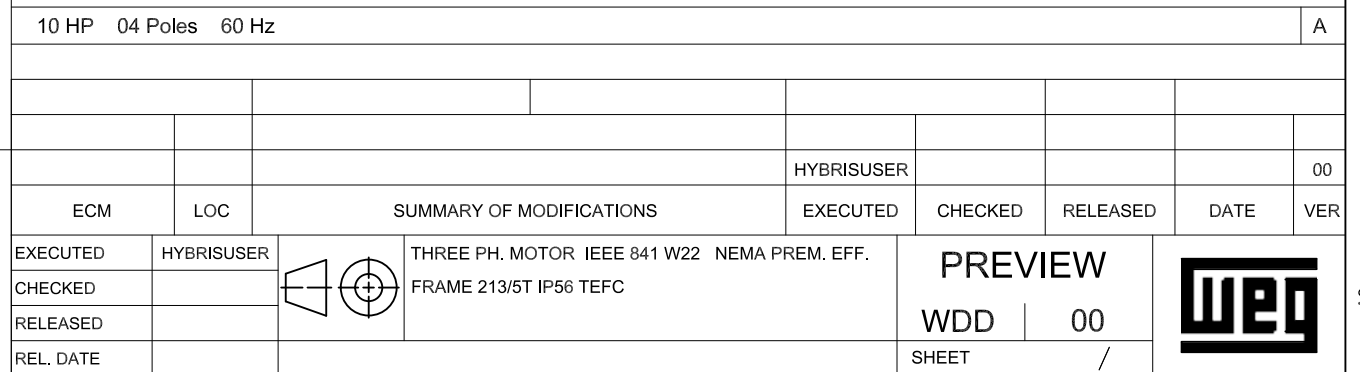 10 HP 04 Poles 60 Hz A
HYBRISUSER 00
ECM LOC SUMMARY OF MODIFICATIONS EXECUTED CHECKED RELEASED DATE VER
EXECUTED HYBRISUSER THREE PH. MOTOR IEEE 841 W22 NEMA PREM. EFF. PREVIEW
CHECKED FRAME 213/5T IP56 TEFC
RELEASED WDD 00
REL. DATE SHEET /
weg